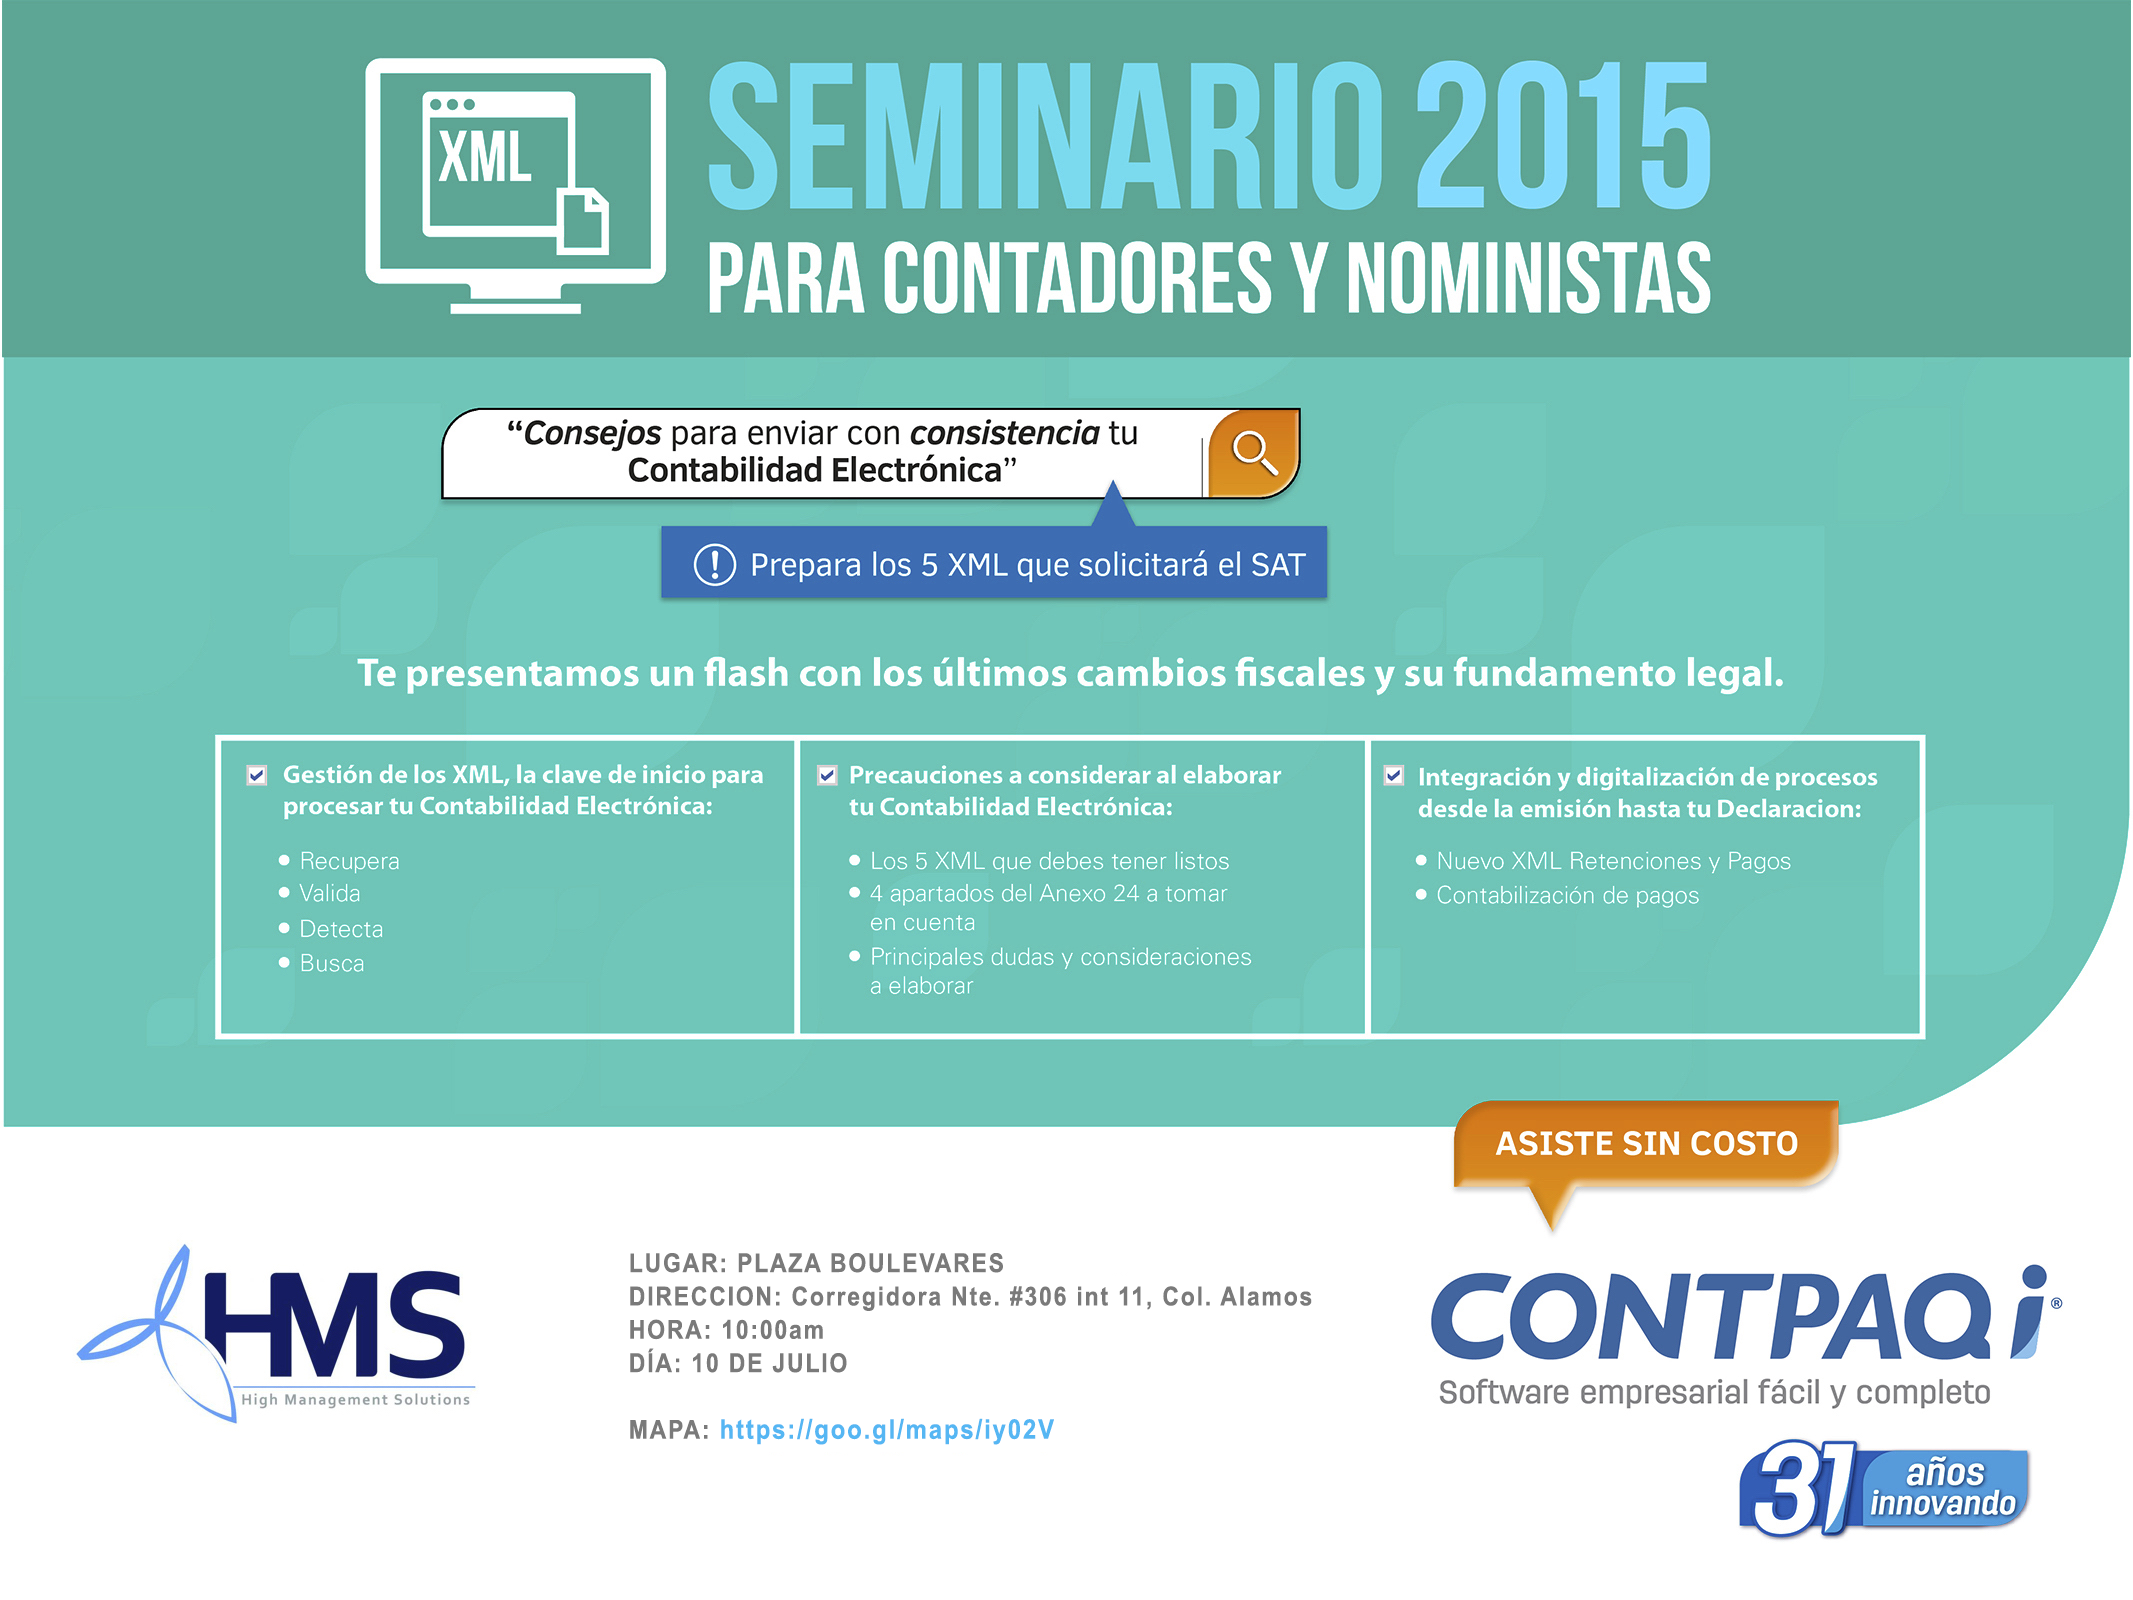 XML
SEMINARIO 2015
PARA CONTADORES Y NOMINISTAS
“Consejos para enviar con consistencia tu
Contabilidad Electrónica”
! Prepara los 5 XML que solicitará el SAT
Te presentamos un flash con los últimos cambios fiscales y su fundamento legal.
Gestión de los XML, la clave de inicio para
procesar tu Contabilidad Electrónica:
• Recupera
• Valida
• Detecta
• Busca
Precauciones a considerar al elaborar
tu Contabilidad Electrónica:
• Los 5 XML que debes tener listos
• 4 apartados del Anexo 24 a tomar
en cuenta
• Principales dudas y consideraciones
a elaborar
Integración y digitalización de procesos
desde la emisión hasta tu Declaracion:
• Nuevo XML Retenciones y Pagos
• Contabilización de pagos
ASISTE SIN COSTO
HMS
High Management Solutions
LUGAR: PLAZA BOULEVARES
DIRECCION: Corregidora Nte. #306 int 11, Col. Alamos
HORA: 10:00am
DÍA: 10 DE JULIO
MAPA: https://goo.gl/maps/iy02V
CONTPAQ i®
Software empresarial fácil y completo
31 años
innovando